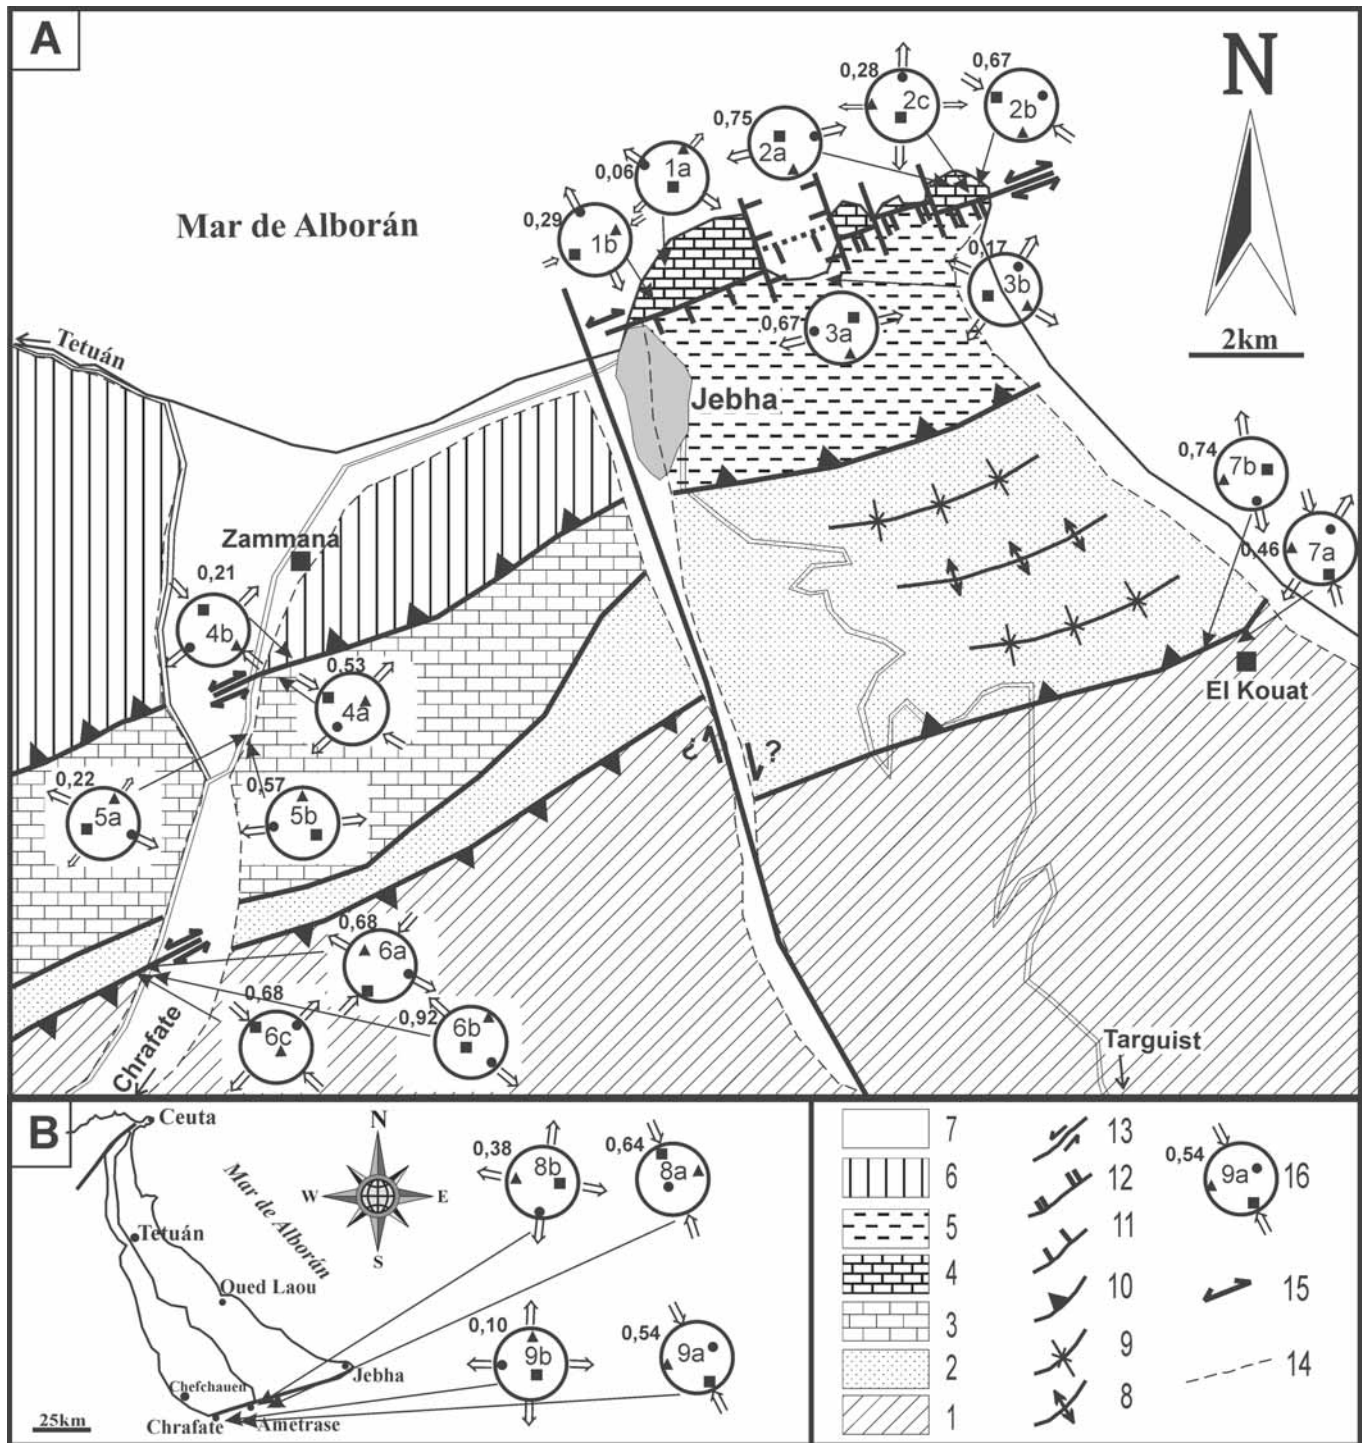 A
N
2km
Mar de Alborán
0,28
2c
0,67
2b
0,75
2a
0,06
1a
0,29
1b
0,17
3b
0,67
3a
Tetuán
Jebha
Zammana
0,21
4b
0,53
4a
0,74
7b
0,46
7a
El Kouat
¿ ?
0,22
5a
0,57
5b
0,68
6a
0,92
6b
0,68
6c
Chrafate
Targuist
B
Ceuta
Mar de Alborán
Tetuán
Oued Laou
Jebha
Chefchauen
Chrafate
Ametrase
25km
N
W E
S
0,38
8b
0,64
8a
0,10
9b
0,54
9a
7
6
5
4
3
2
1
13
12
11
10
9
8
0,54
9a
16
15
14